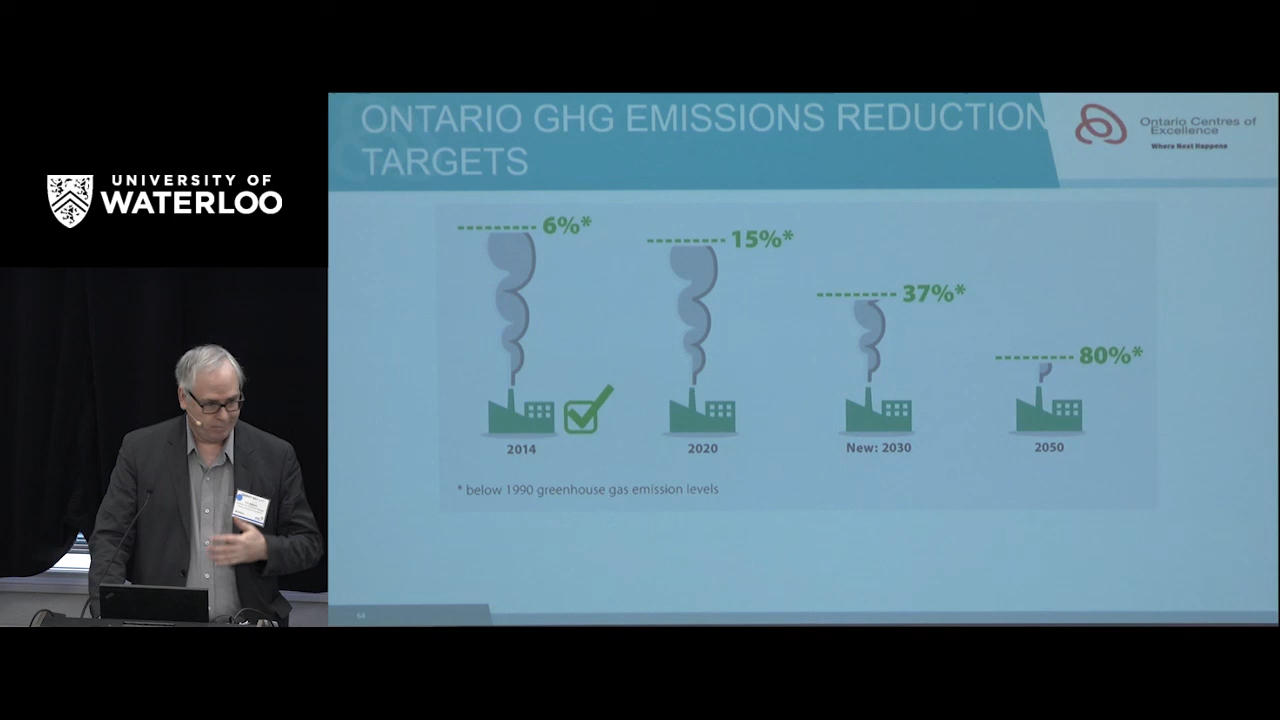 UNIVERSITY OF
WATERLOO
ONTARIO GHG EMISSIONS REDUCTION
TARGETS
Ontario Centres of
Excellence
Where Next Happens
6%*
15%*
37%*
80%*
2014
2020
New: 2030
2050
* below 1990 greenhouse gas emission levels
64